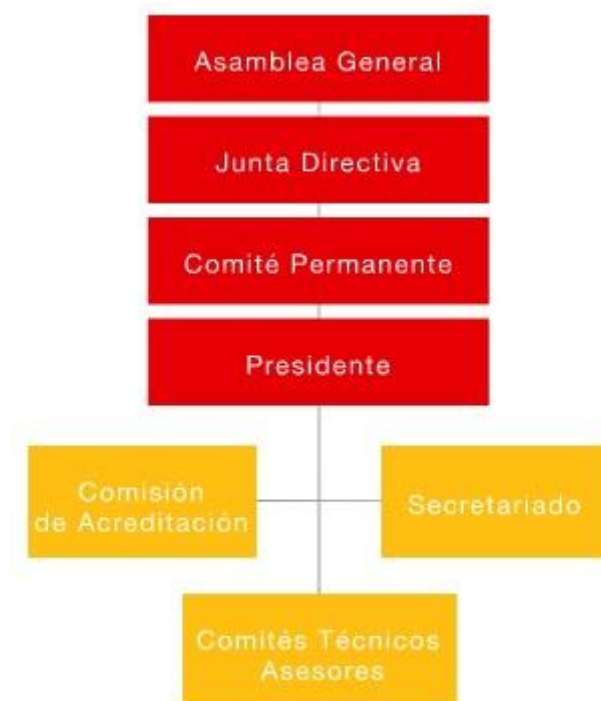 Asamblea General
Junta Directiva
Comité Permanente
Presidente
Comisión
de Acreditación
Secretariado
Comités Técnicos
Asesores